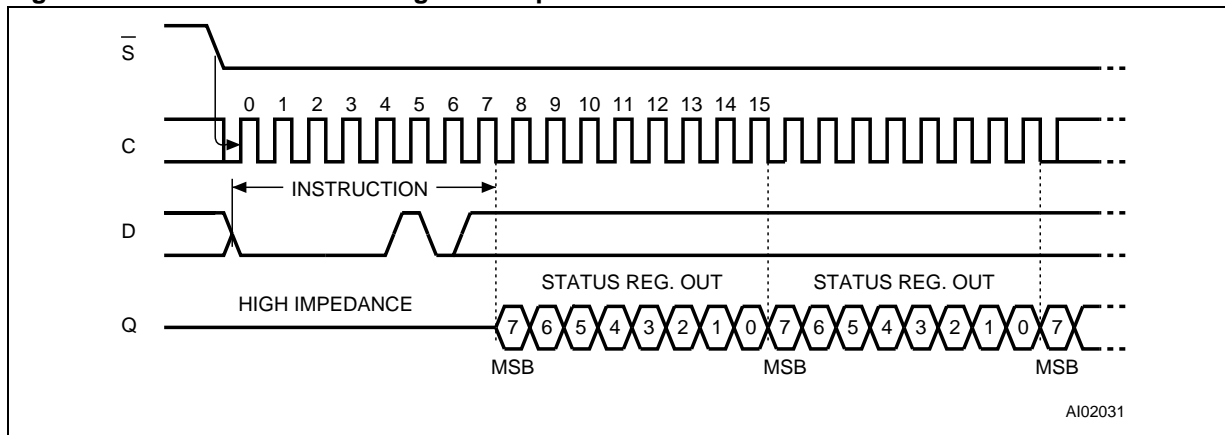 S
0 1 2 3 4 5 6 7 8 9 10 11 12 13 14 15
C
INSTRUCTION
D
STATUS REG. OUT STATUS REG. OUT
HIGH IMPEDANCE
Q 7 6 5 4 3 2 1 0 7 6 5 4 3 2 1 0 7
MSB MSB MSB
AI02031